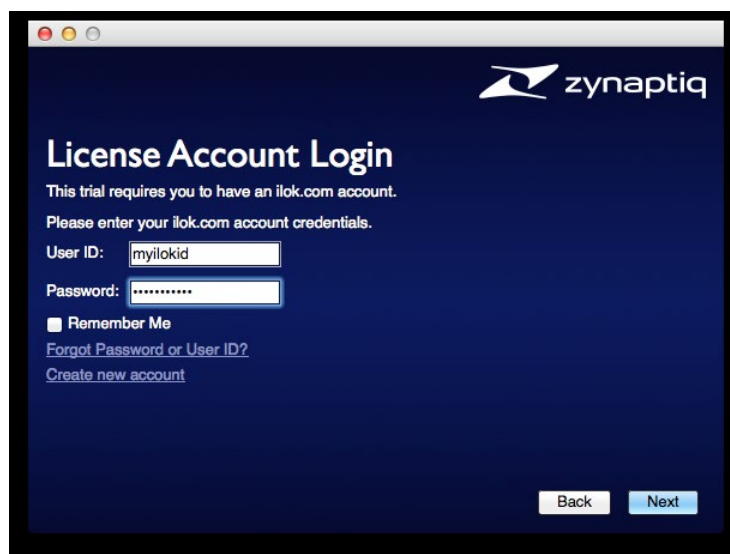 zynaptiq
License Account Login
This trial requires you to have an ilok.com account.
Please enter your ilok.com account credentials.
User ID: myilokid
Password: •••••••••••
Remember Me
Forgot Password or User ID?
Create new account
Back Next